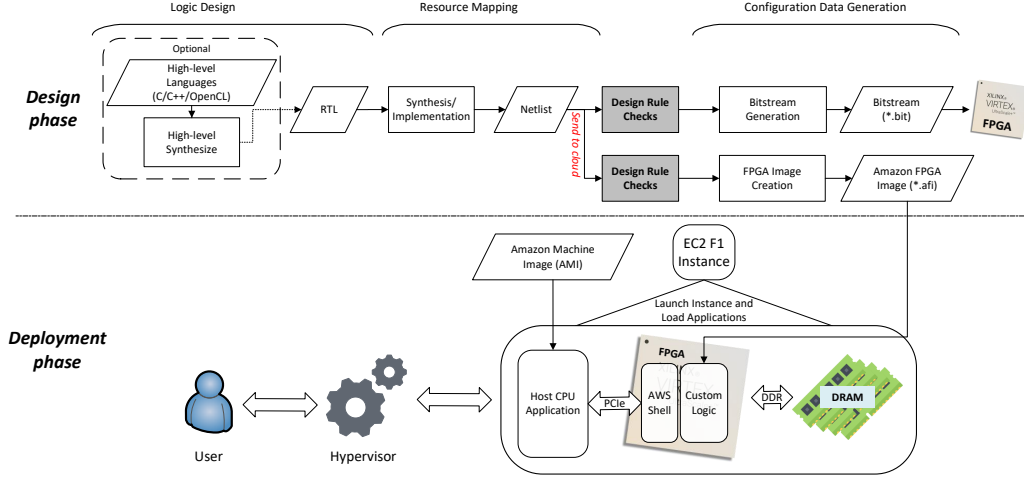 Logic Design
Resource Mapping
Configuration Data Generation
Optional
High-level
Languages
(C/C++/OpenCL)
High-level
Synthesize
Design
phase
RTL
Synthesis/
Implementation
Netlist
Send to cloud
Design Rule
Checks
Bitstream
Generation
Bitstream
(*.bit)
XILINX
VIRTEX
FPGA
Design Rule
Checks
FPGA Image
Creation
Amazon FPGA
Image (*.afi)
Amazon Machine
Image (AMI)
EC2 F1
Instance
Launch Instance and
Load Applications
Deployment
phase
User
Hypervisor
Host CPU
Application
PCIe
FPGA
AWS
Shell
Custom
Logic
DDR
DRAM